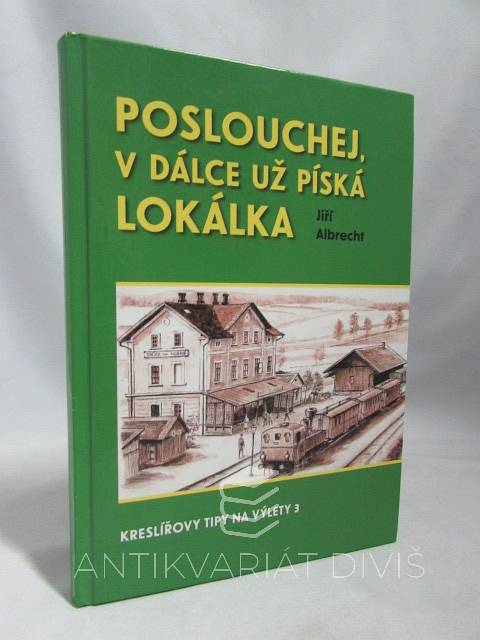 POSLOUCHEJ,
V DÁLCE UŽ PÍSKÁ
LOKÁLKA
Jiří
Albrecht
KRESLÍŘOVY TIPY NA VÝLETY 3
ANTIKVARIÁT DIVIŠ